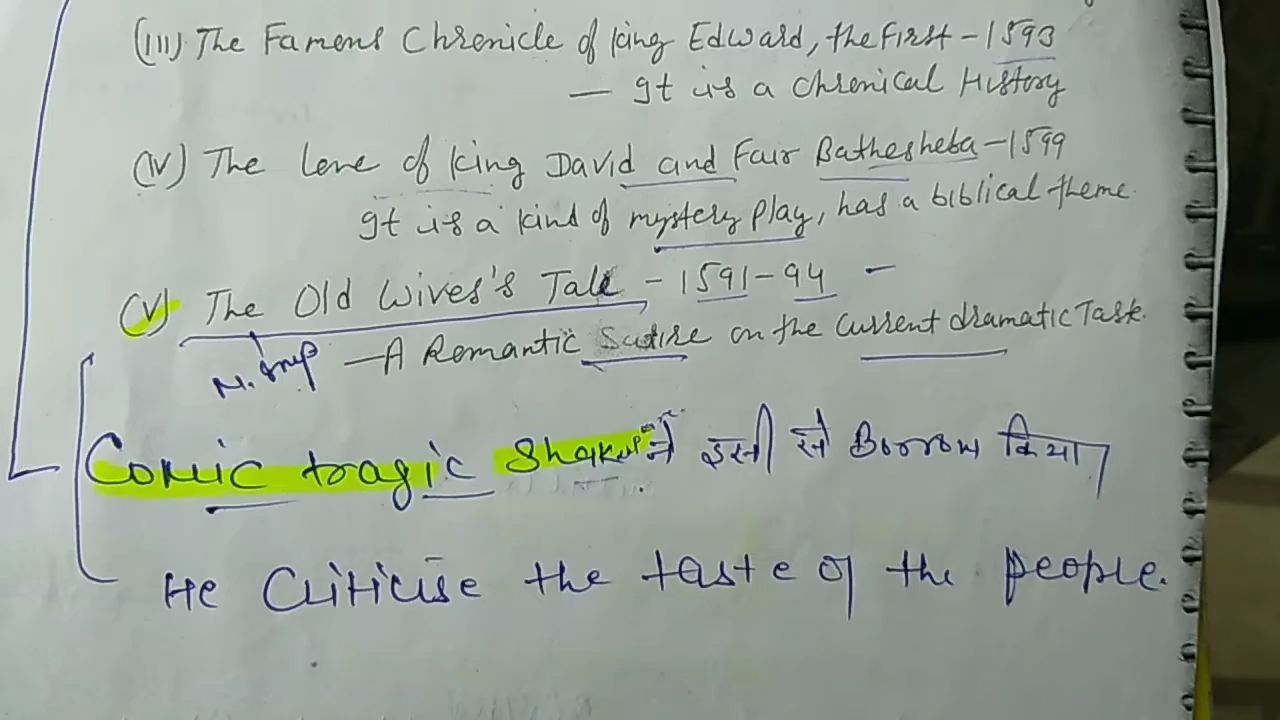 (III) The Famous Chronicle of King Edward, the First - 1593
— It is a chronical History
(IV) The Love of King David and Fair Bathesheba - 1599
It is a kind of mystery play, has a biblical theme.
(V) The Old Wives's Tale - 1591-94 -
M. Imp — A Romantic Satire on the current dramatic Task.
Comic tragic Shakesp ने इसी से Borrow किया
He Criticise the taste of the people.